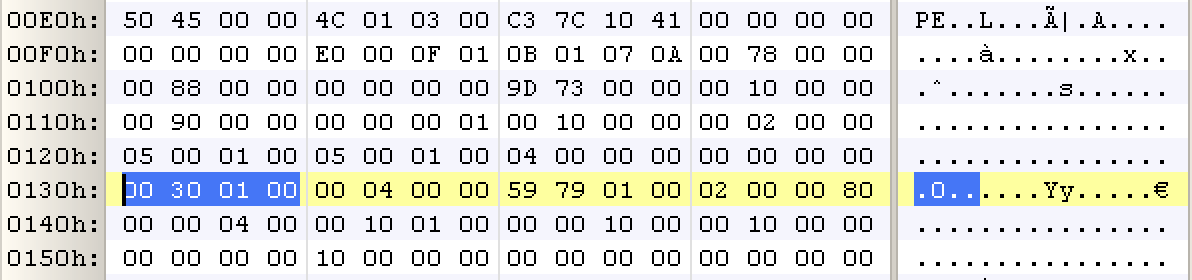 00E0h: 50 45 00 00 4C 01 03 00 C3 7C 10 41 00 00 00 00 PE..L...Ã|.A....
00F0h: 00 00 00 00 E0 00 0F 01 0B 01 07 0A 00 78 00 00 ....à........x..
0100h: 00 88 00 00 00 00 00 00 9D 73 00 00 00 10 00 00 .ˆ.......s......
0110h: 00 90 00 00 00 00 00 01 00 10 00 00 00 02 00 00 ................
0120h: 05 00 01 00 05 00 01 00 04 00 00 00 00 00 00 00 ................
0130h: 00 30 01 00 00 04 00 00 59 79 01 00 02 00 00 80 .0......Yy.....€
0140h: 00 00 04 00 00 10 01 00 00 00 10 00 00 10 00 00 ................
0150h: 00 00 00 00 10 00 00 00 00 00 00 00 00 00 00 00 ................